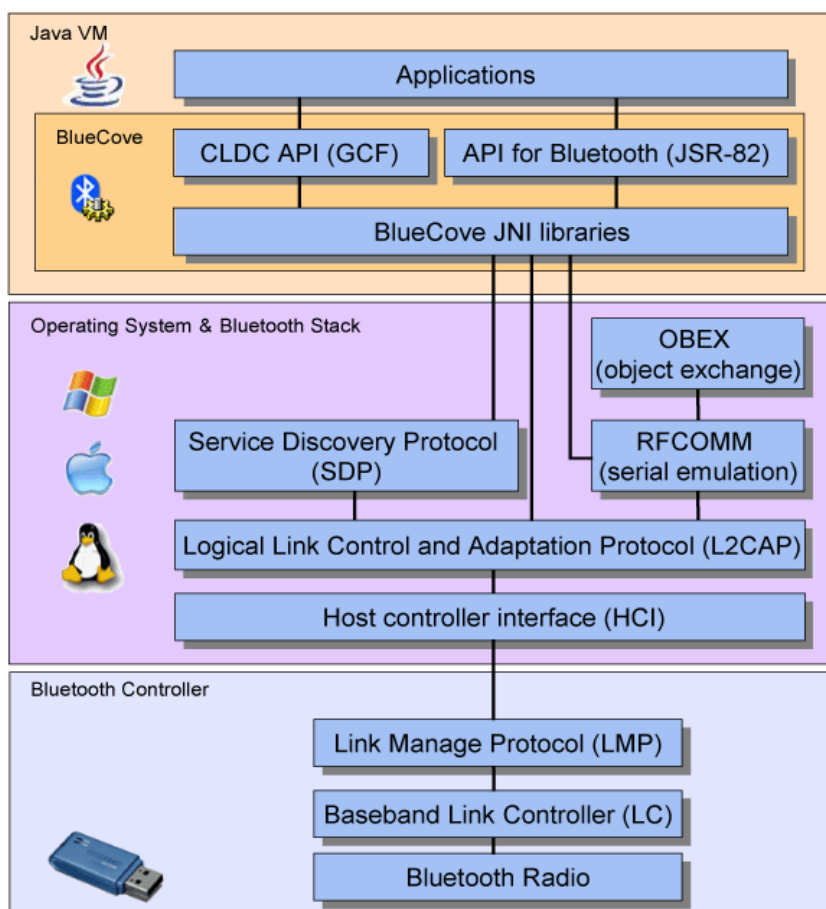 Java VM
Applications
BlueCove
CLDC API (GCF)
API for Bluetooth (JSR-82)
BlueCove JNI libraries
Operating System & Bluetooth Stack
OBEX
(object exchange)
Service Discovery Protocol
(SDP)
RFCOMM
(serial emulation)
Logical Link Control and Adaptation Protocol (L2CAP)
Host controller interface (HCI)
Bluetooth Controller
Link Manage Protocol (LMP)
Baseband Link Controller (LC)
Bluetooth Radio